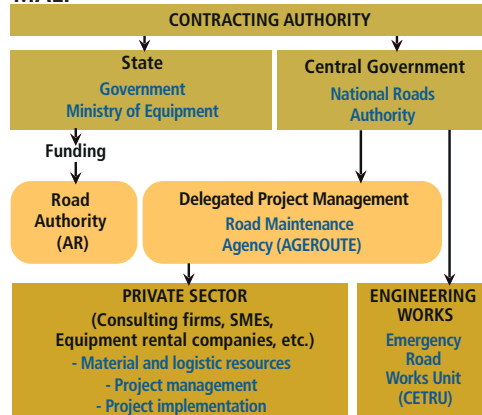 CONTRACTING AUTHORITY
State
Government
Ministry of Equipment
Central Government
National Roads
Authority
Funding
Road
Authority
(AR)
Delegated Project Management
Road Maintenance
Agency (AGEROUTE)
PRIVATE SECTOR
(Consulting firms, SMEs,
Equipment rental companies, etc.)
- Material and logistic resources
- Project management
- Project implementation
ENGINEERING
WORKS
Emergency
Road
Works Unit
(CETRU)